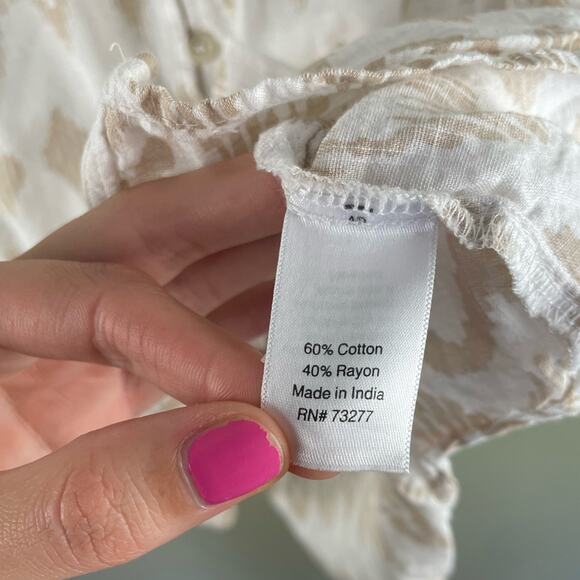 60% Cotton
40% Rayon
Made in India
RN# 73277